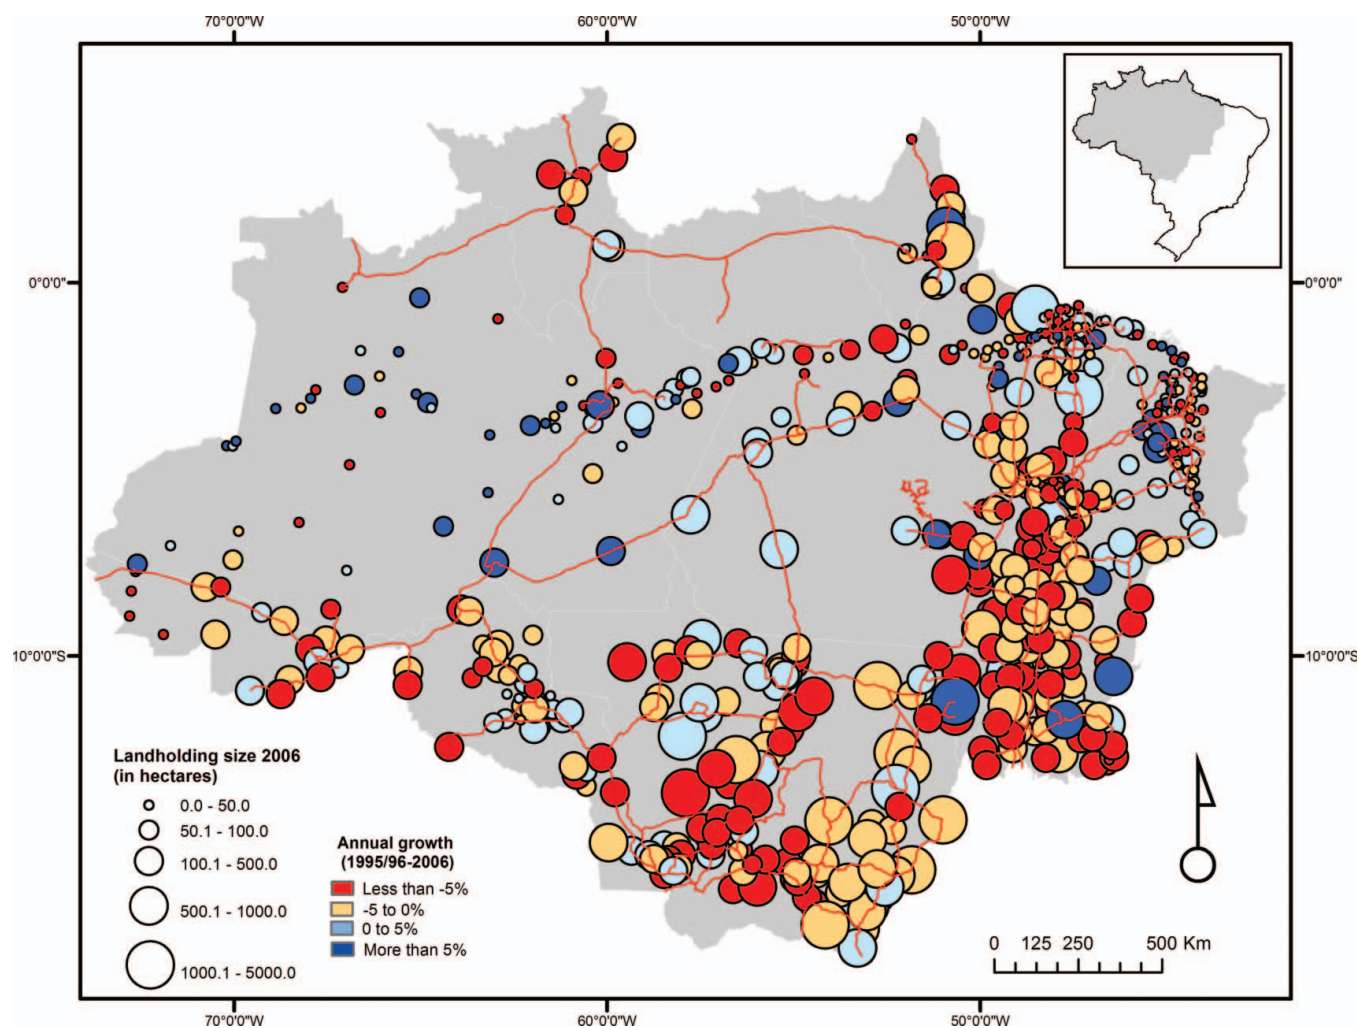 70°0'0"W 60°0'0"W 50°0'0"W
0°0'0" 0°0'0"
10°0'0"S 10°0'0"S
Landholding size 2006
(in hectares)
0.0 - 50.0
50.1 - 100.0
100.1 - 500.0
500.1 - 1000.0
1000.1 - 5000.0
Annual growth
(1995/96-2006)
Less than -5%
-5 to 0%
0 to 5%
More than 5%
0 125 250 500 Km
70°0'0"W 60°0'0"W 50°0'0"W